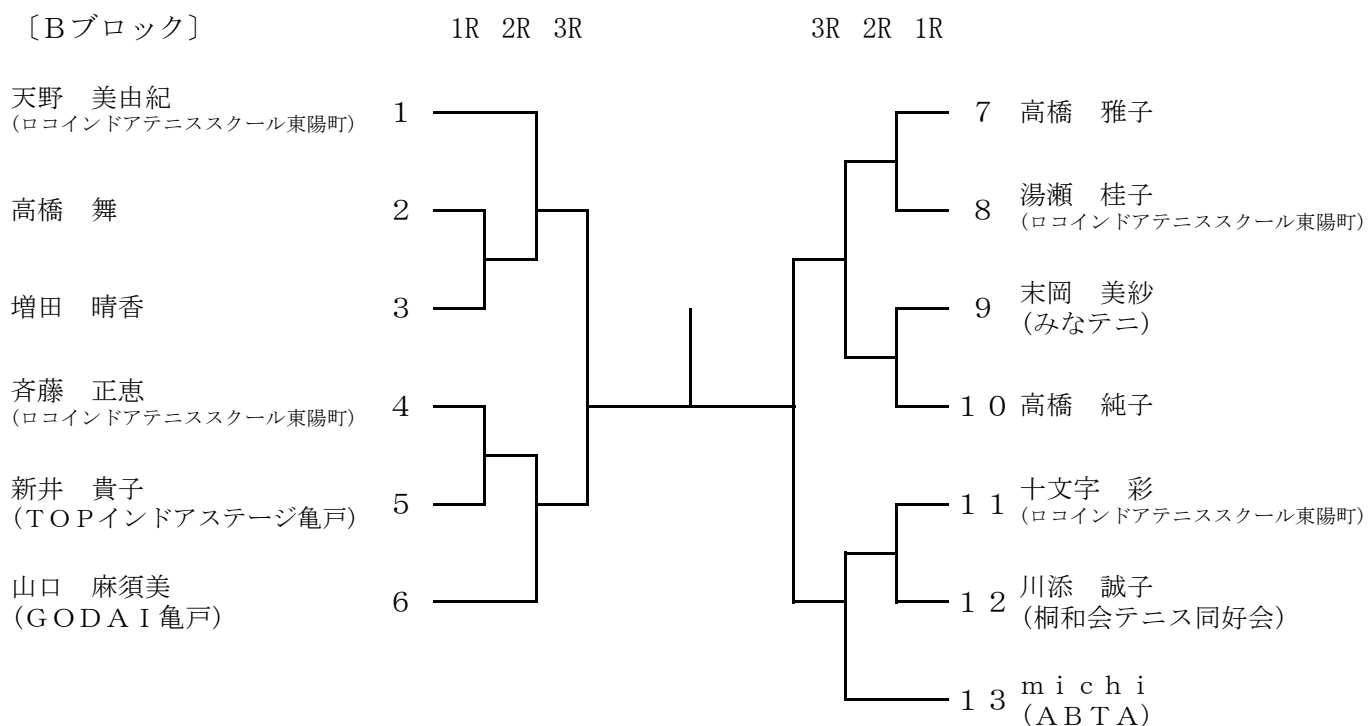 〔Ｂブロック〕
1R 2R 3R
3R 2R 1R
天野　美由紀
(ロコインドアテニススクール東陽町)
１
高橋　舞
２
増田　晴香
３
斉藤　正恵
(ロコインドアテニススクール東陽町)
４
新井　貴子
(ＴＯＰインドアステージ亀戸)
５
山口　麻須美
(ＧＯＤＡＩ亀戸)
６
７
高橋　雅子
８
湯瀬　桂子
(ロコインドアテニススクール東陽町)
９
末岡　美紗
(みなテニ)
１０
高橋　純子
１１
十文字　彩
(ロコインドアテニススクール東陽町)
１２
川添　誠子
(桐和会テニス同好会)
１３
ｍｉｃｈｉ
(ＡＢＴＡ)